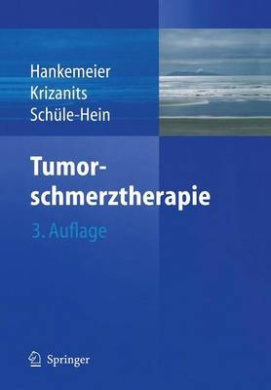 Hankemeier
Krizanits
Schüle-Hein
Tumor-
schmerztherapie
3. Auflage
Springer